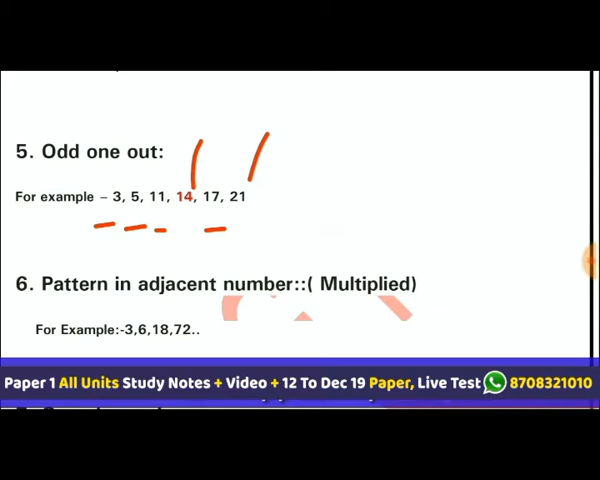 5. Odd one out:
For example – 3, 5, 11, 14, 17, 21
6. Pattern in adjacent number::( Multiplied)
For Example:-3,6,18,72..
Paper 1 All Units Study Notes + Video + 12 To Dec 19 Paper, Live Test 8708321010